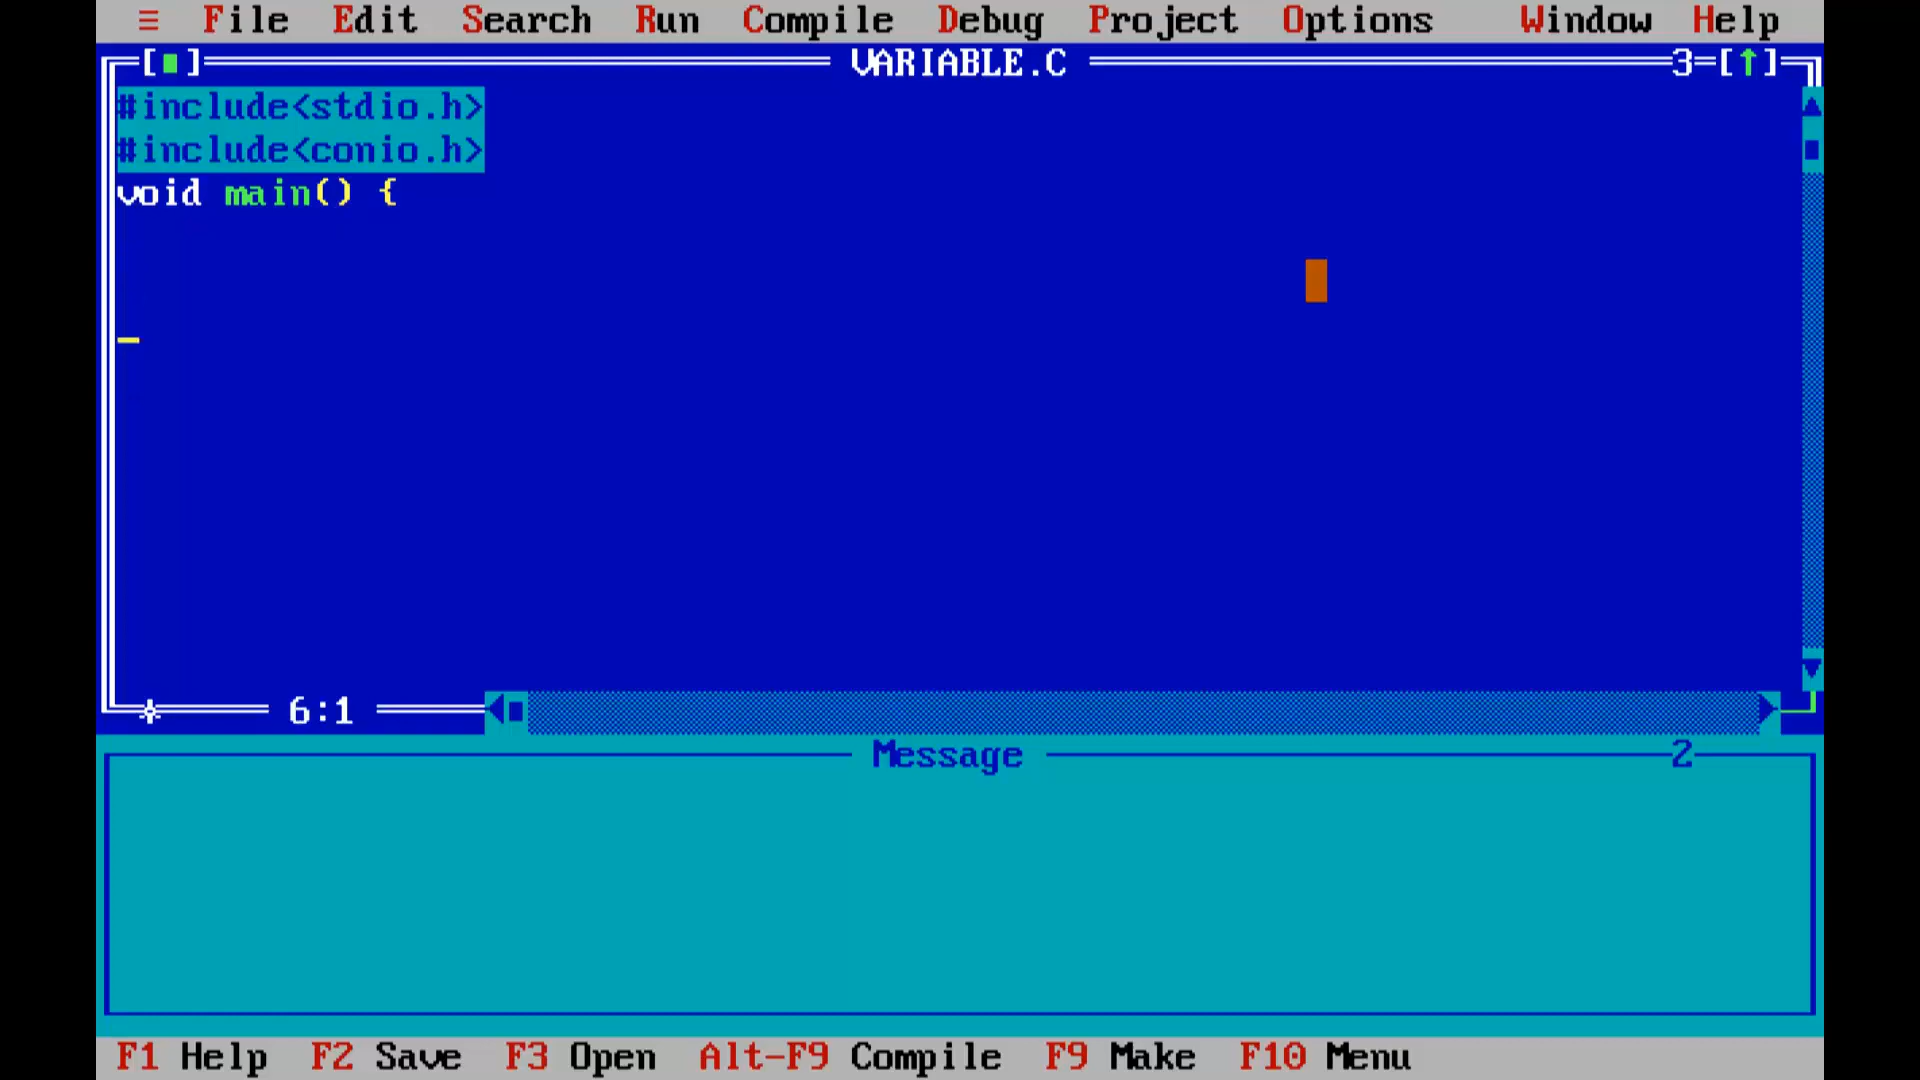 ≡ File Edit Search Run Compile Debug Project Options Window Help
[■] VARIABLE.C 3=[↑]
#include<stdio.h>
#include<conio.h>
void main() {
6:1
Message 2
F1 Help F2 Save F3 Open Alt-F9 Compile F9 Make F10 Menu